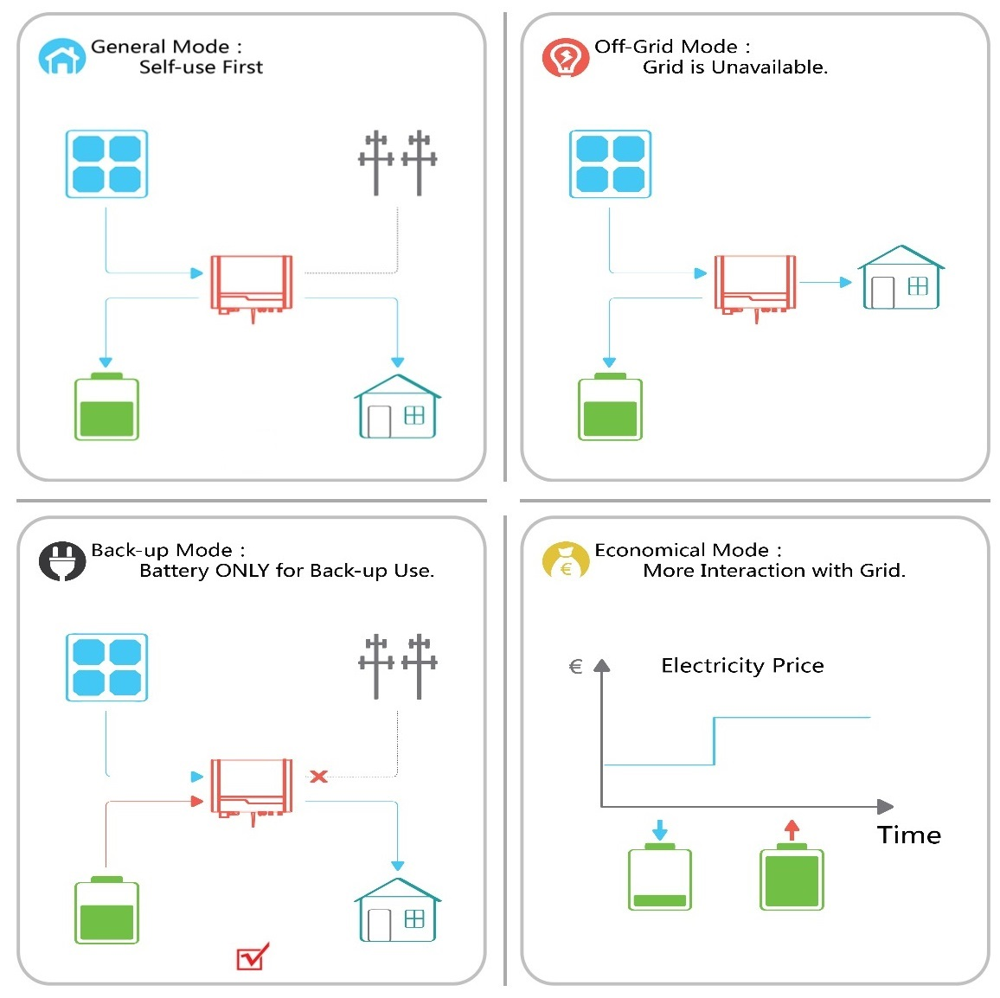 General Mode :
Self-use First
Off-Grid Mode :
Grid is Unavailable.
Back-up Mode :
Battery ONLY for Back-up Use.
Economical Mode :
More Interaction with Grid.
€
€ Electricity Price
Time